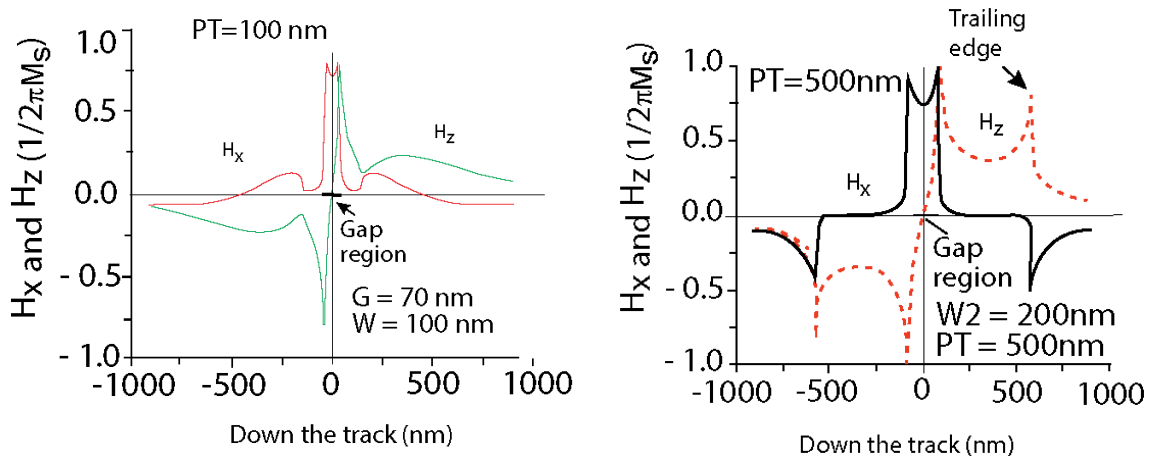 PT=100 nm
Hx and Hz (1/2πMs)
1.0
0.5
0.0
- 0.5
- 1.0
Hx
Hz
Gap
region
G = 70 nm
W = 100 nm
-1000
-500
0
500
1000
Down the track (nm)
Trailing
edge
PT=500nm
Hx and Hz (1/2πMs)
1.0
0.5
0.0
-0.5
-1.0
Hz
Hx
Gap
region
W2 = 200nm
PT = 500nm
-1000
-500
0
500
1000
Down the track (nm)